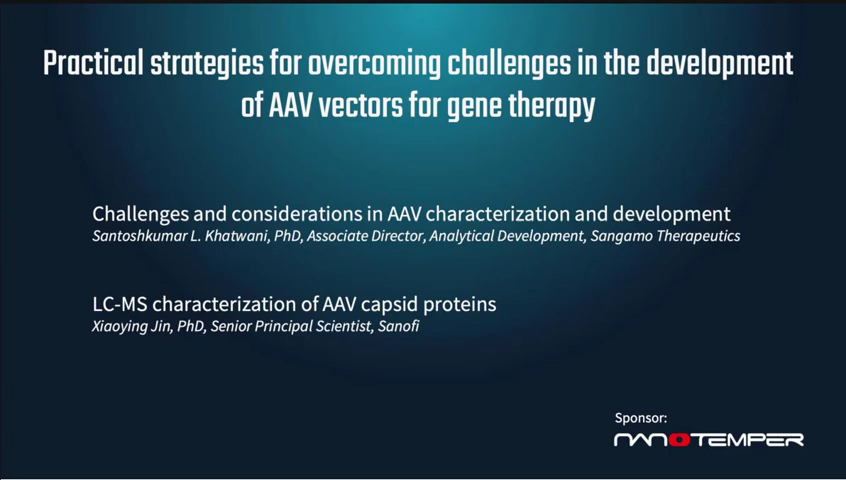 Practical strategies for overcoming challenges in the development
of AAV vectors for gene therapy
Challenges and considerations in AAV characterization and development
Santoshkumar L. Khatwani, PhD, Associate Director, Analytical Development, Sangamo Therapeutics
LC-MS characterization of AAV capsid proteins
Xiaoying Jin, PhD, Senior Principal Scientist, Sanofi
Sponsor:
NANOTEMPER